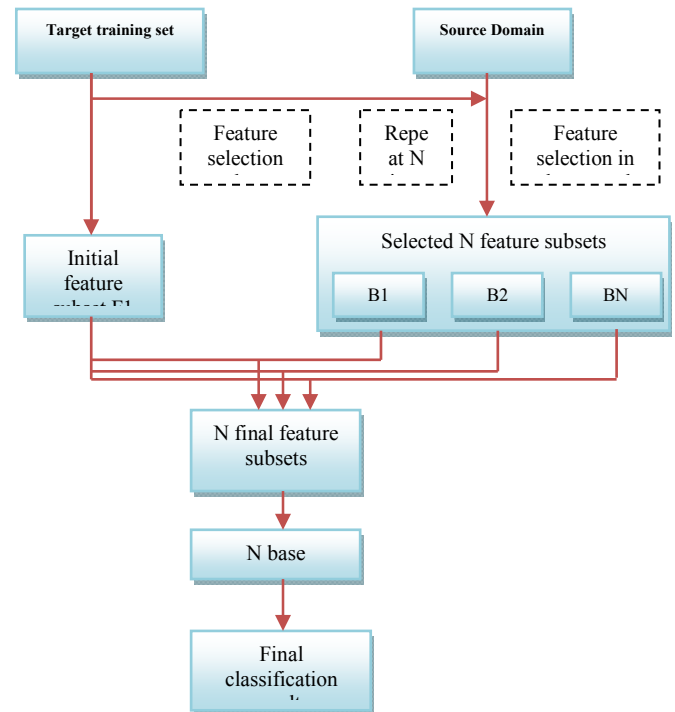 Target training set
Source Domain
Feature
selection
Repe
at N
Feature
selection in
Initial
feature
Selected N feature subsets
B1
B2
BN
N final feature
subsets
N base
Final
classification